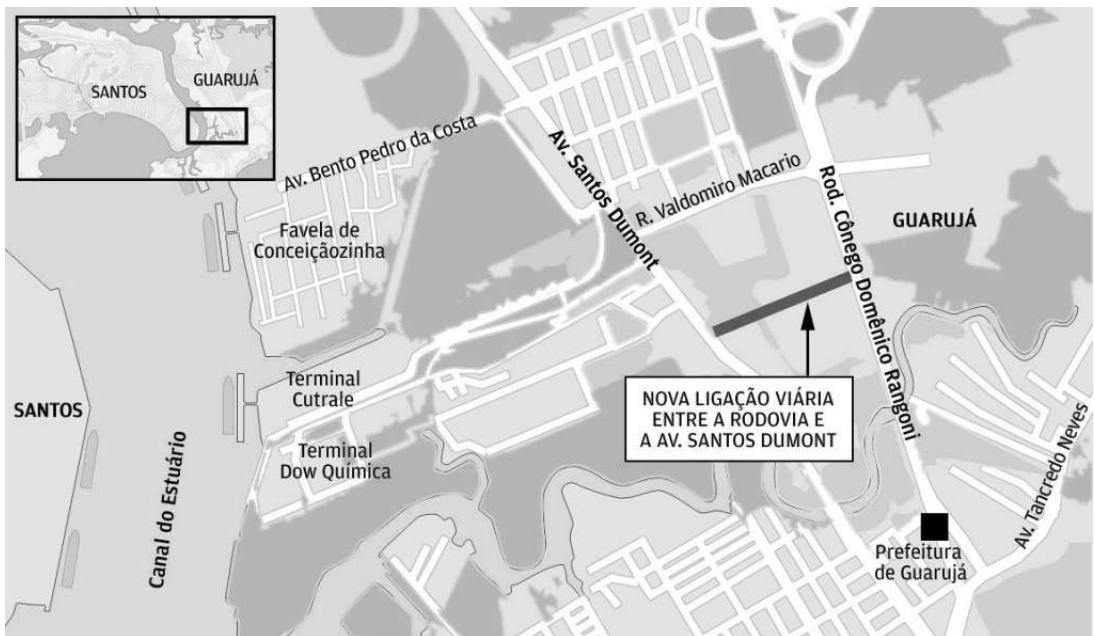 SANTOS
GUARUJÁ
Av. Bento Pedro da Costa
Av. Santos Dumont
R. Valdomiro Macario
Rod. Cônego Domênico Rangoni
GUARUJÁ
Favela de
Conceiçãozinha
Terminal
Cutrale
NOVA LIGAÇÃO VIÁRIA
ENTRE A RODOVIA E
A AV. SANTOS DUMONT
SANTOS
Terminal
Dow Química
Canal do Estuário
Av. Tancredo Neves
Prefeitura
de Guarujá